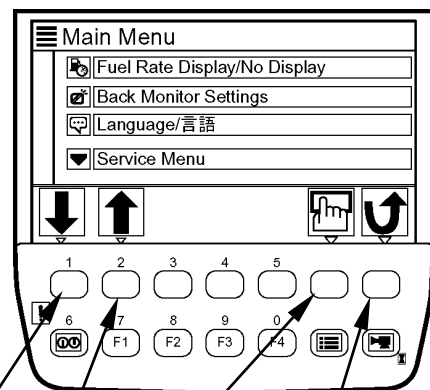 Main Menu
Fuel Rate Display/No Display
Back Monitor Settings
Language/言語
Service Menu
1 2 3 4 5
6 7 8 9 0
F1 F2 F3 F4